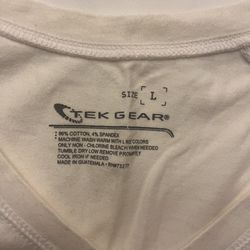 SIZE L
TEK GEAR®
96% COTTON, 4% SPANDEX
MACHINE WASH WARM WITH LIKE COLORS
ONLY NON - CHLORINE BLEACH WHEN NEEDED
TUMBLE DRY LOW REMOVE PROMPTLY
COOL IRON IF NEEDED
MADE IN GUATEMALA -